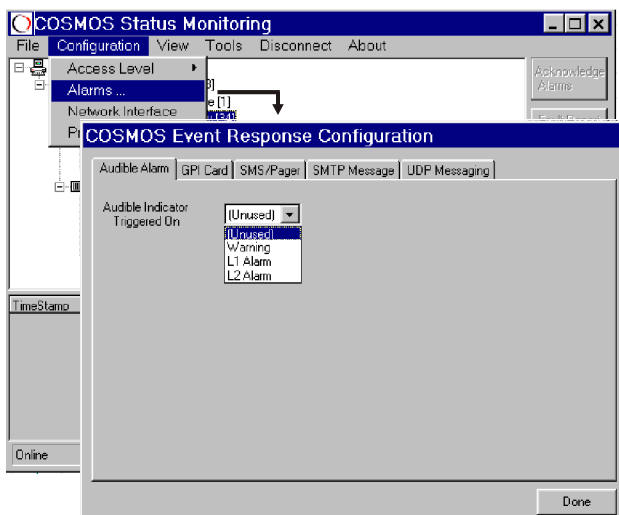 COSMOS Status Monitoring
File Configuration View Tools Disconnect About
Access Level
Alarms ...
Network Interface
Acknowledge
Alarms
e [1]
COSMOS Event Response Configuration
Audible Alarm GPI Card SMS/Pager SMTP Message UDP Messaging
Audible Indicator
Triggered On
(Unused)
(Unused)
Warning
L1 Alarm
L2 Alarm
TimeStamp
Online
Done